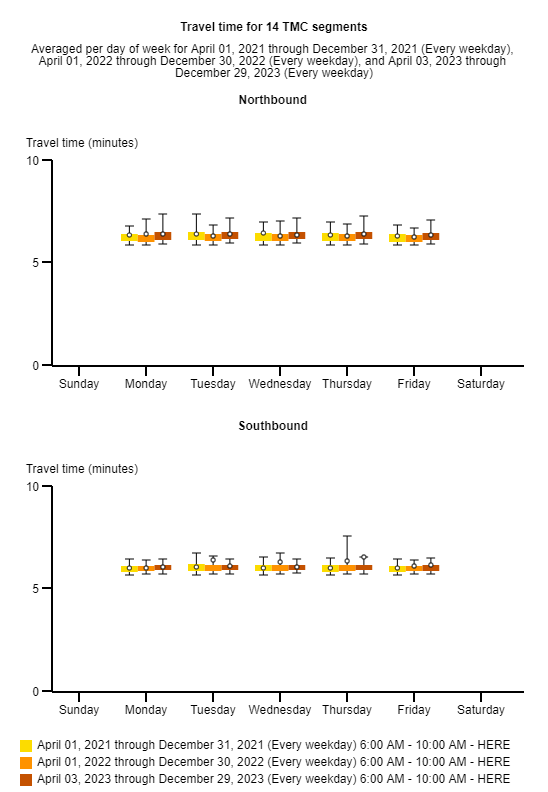 Travel time for 14 TMC segments
Averaged per day of week for April 01, 2021 through December 31, 2021 (Every weekday),
April 01, 2022 through December 30, 2022 (Every weekday), and April 03, 2023 through
December 29, 2023 (Every weekday)
Northbound
Travel time (minutes)
10
5
0
Sunday Monday Tuesday Wednesday Thursday Friday Saturday
Southbound
Travel time (minutes)
10
5
0
Sunday Monday Tuesday Wednesday Thursday Friday Saturday
April 01, 2021 through December 31, 2021 (Every weekday) 6:00 AM - 10:00 AM - HERE
April 01, 2022 through December 30, 2022 (Every weekday) 6:00 AM - 10:00 AM - HERE
April 03, 2023 through December 29, 2023 (Every weekday) 6:00 AM - 10:00 AM - HERE